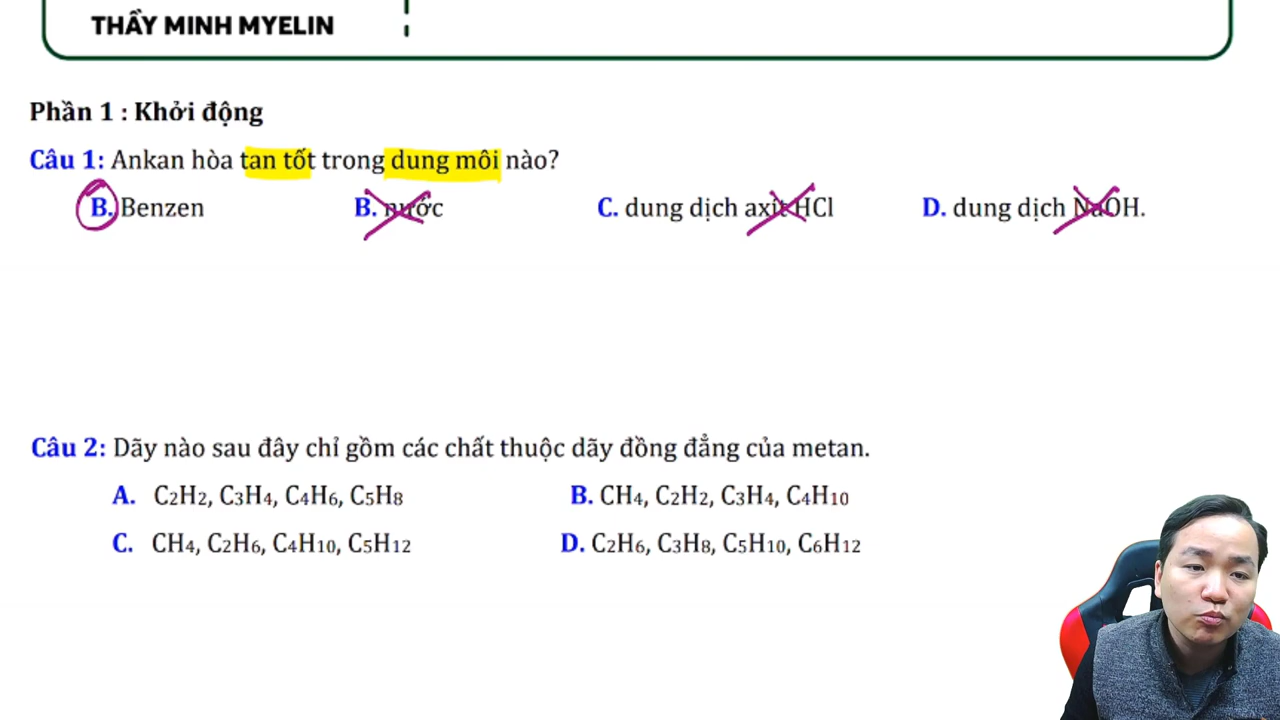 THẦY MINH MYELIN
Phần 1 : Khởi động
Câu 1: Ankan hòa tan tốt trong dung môi nào?
B. Benzen B. nước C. dung dịch axit HCl D. dung dịch NaOH.
Câu 2: Dãy nào sau đây chỉ gồm các chất thuộc dãy đồng đẳng của metan.
A. C2H2, C3H4, C4H6, C5H8 B. CH4, C2H2, C3H4, C4H10
C. CH4, C2H6, C4H10, C5H12 D. C2H6, C3H8, C5H10, C6H12